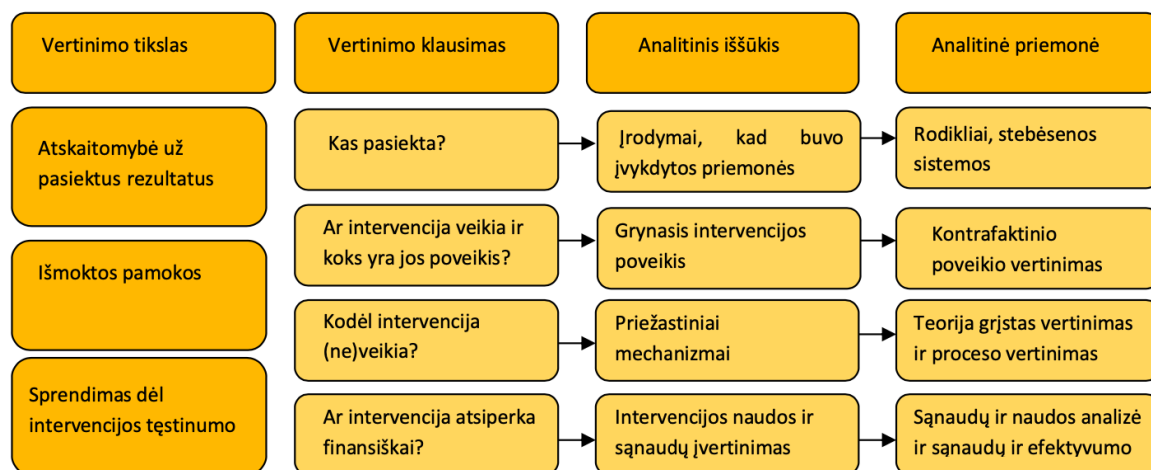 Vertinimo tikslas
Vertinimo klausimas
Analitinis iššūkis
Analitinė priemonė
Atskaitomybė už
pasiektus rezultatus
Kas pasiekta?
Įrodymai, kad buvo
įvykdytos priemonės
Rodikliai, stebėsenos
sistemos
Išmoktos pamokos
Ar intervencija veikia ir
koks yra jos poveikis?
Grynasis intervencijos
poveikis
Kontrafaktinio
poveikio vertinimas
Kodėl intervencija
(ne)veikia?
Priežastiniai
mechanizmai
Teorija grįstas vertinimas
ir proceso vertinimas
Sprendimas dėl
intervencijos tęstinumo
Ar intervencija atsiperka
finansiškai?
Intervencijos naudos ir
sąnaudų įvertinimas
Sąnaudų ir naudos analizė
ir sąnaudų ir efektyvumo